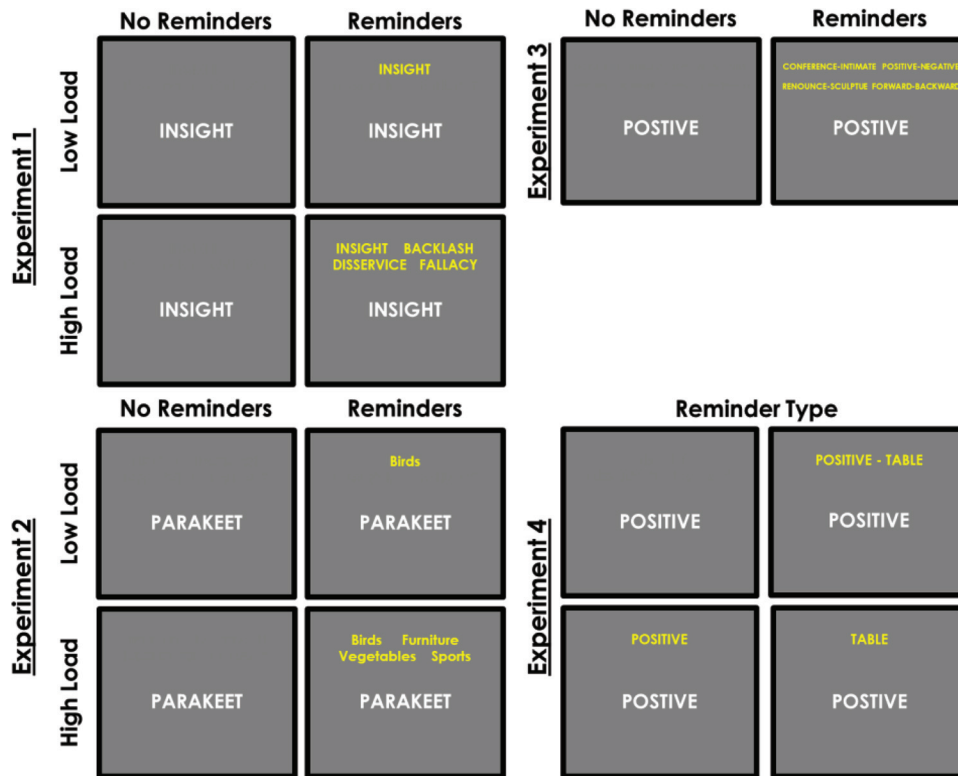 No Reminders Reminders
Experiment 1
Low Load
INSIGHT
INSIGHT
INSIGHT
High Load
INSIGHT
INSIGHT BACKLASH
DISSERVICE FALLACY
INSIGHT
No Reminders Reminders
Experiment 3
POSTIVE
CONFERENCE-INTIMATE POSITIVE-NEGATIVE
RENOUNCE-SCULPTUE FORWARD-BACKWARD
POSTIVE
No Reminders Reminders
Experiment 2
Low Load
PARAKEET
Birds
PARAKEET
High Load
PARAKEET
Birds Furniture
Vegetables Sports
PARAKEET
Reminder Type
Experiment 4
POSITIVE
POSITIVE - TABLE
POSITIVE
POSITIVE
POSTIVE
TABLE
POSTIVE